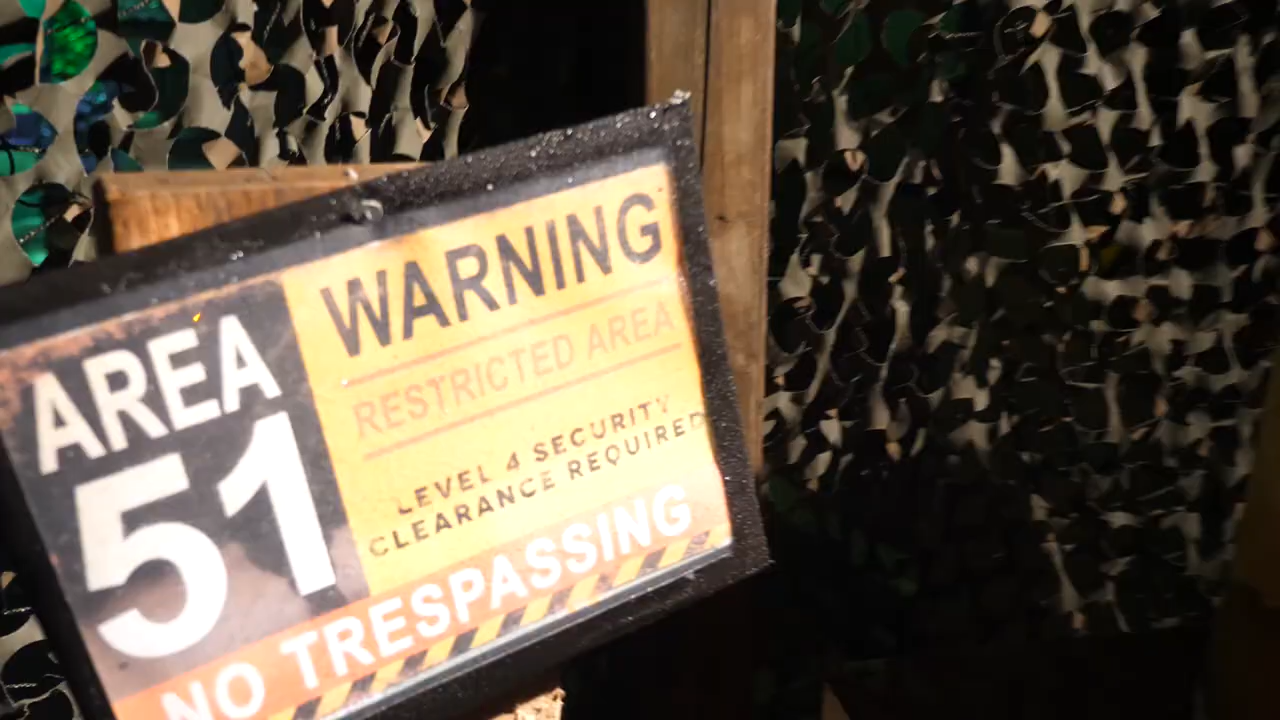 AREA
51
WARNING
RESTRICTED AREA
LEVEL 4 SECURITY
CLEARANCE REQUIRED
NO TRESPASSING